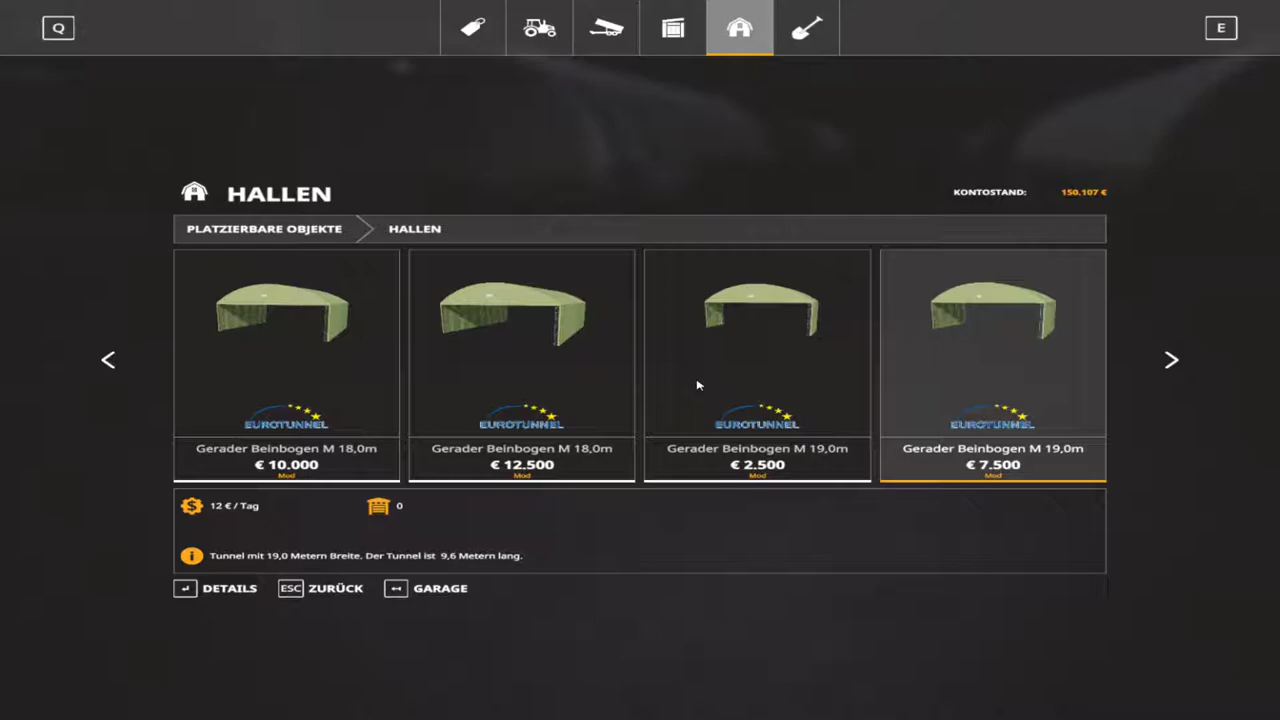 Q
E
HALLEN
KONTOSTAND: 150.107 €
PLATZIERBARE OBJEKTE
HALLEN
EUROTUNNEL
Gerader Beinbogen M 18,0m
€ 10.000
Mod
EUROTUNNEL
Gerader Beinbogen M 18,0m
€ 12.500
Mod
EUROTUNNEL
Gerader Beinbogen M 19,0m
€ 2.500
Mod
EUROTUNNEL
Gerader Beinbogen M 19,0m
€ 7.500
Mod
12 € / Tag
0
Tunnel mit 19,0 Metern Breite. Der Tunnel ist 9,6 Metern lang.
DETAILS
ESC ZURÜCK
GARAGE